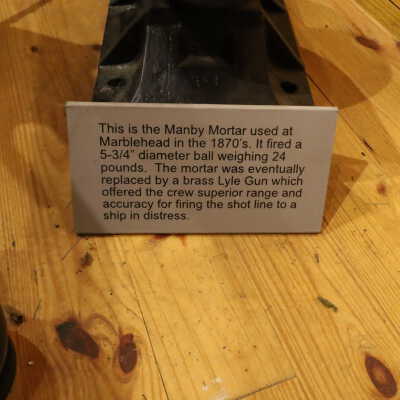 This is the Manby Mortar used at
Marblehead in the 1870's. It fired a
5-3/4" diameter ball weighing 24
pounds. The mortar was eventually
replaced by a brass Lyle Gun which
offered the crew superior range and
accuracy for firing the shot line to a
ship in distress.